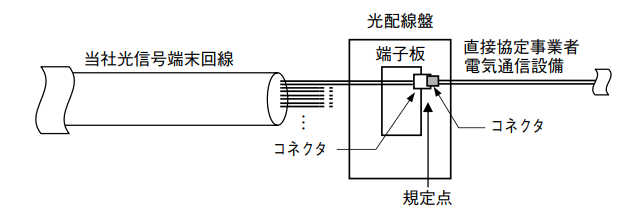 光配線盤
当社光信号端末回線
端子板
直接協定事業者
電気通信設備
コネクタ
コネクタ
規定点